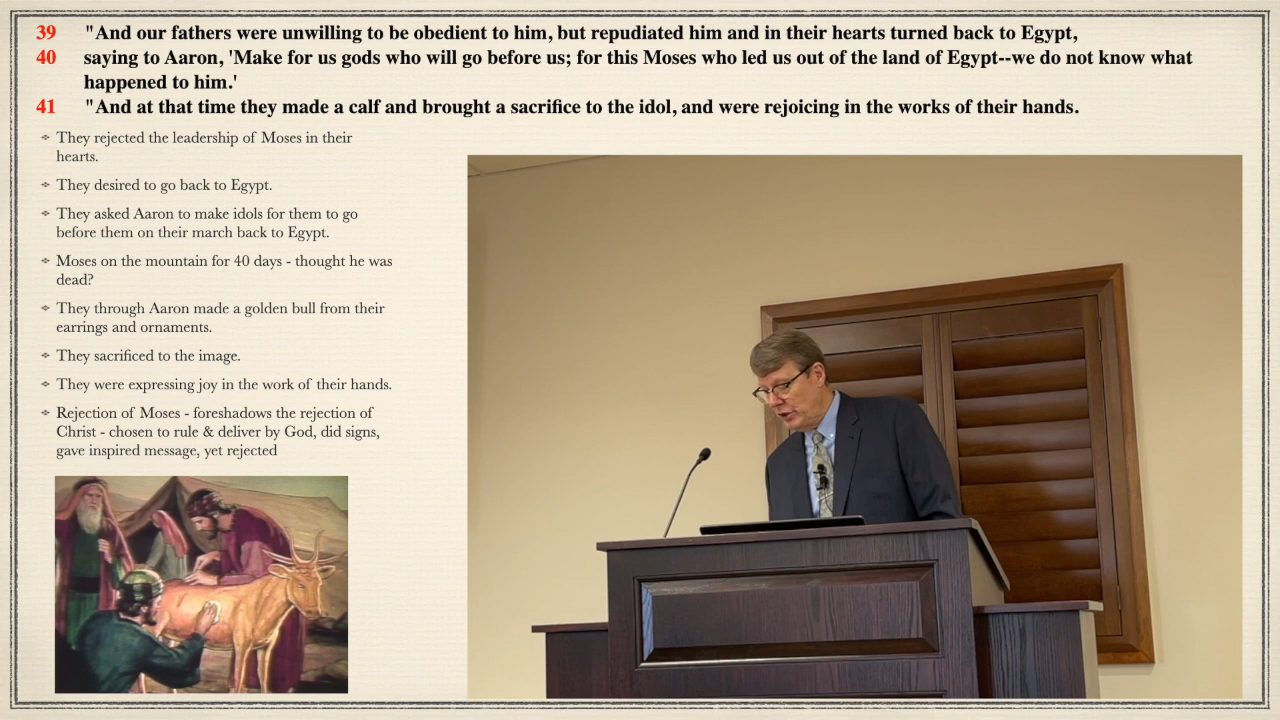 39 "And our fathers were unwilling to be obedient to him, but repudiated him and in their hearts turned back to Egypt,
40 saying to Aaron, 'Make for us gods who will go before us; for this Moses who led us out of the land of Egypt--we do not know what
happened to him.'
41 "And at that time they made a calf and brought a sacrifice to the idol, and were rejoicing in the works of their hands.
They rejected the leadership of Moses in their
hearts.
They desired to go back to Egypt.
They asked Aaron to make idols for them to go
before them on their march back to Egypt.
Moses on the mountain for 40 days - thought he was
dead?
They through Aaron made a golden bull from their
earrings and ornaments.
They sacrificed to the image.
They were expressing joy in the work of their hands.
Rejection of Moses - foreshadows the rejection of
Christ - chosen to rule & deliver by God, did signs,
gave inspired message, yet rejected